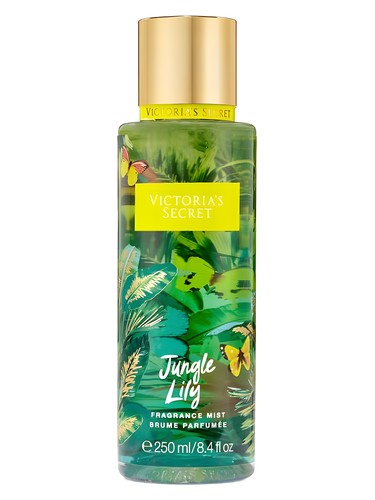 VICTORIA'S SECRET
VICTORIA'S
SECRET
Jungle
Lily
FRAGRANCE MIST
BRUME PARFUMÉE
℮ 250 ml/8.4 fl oz